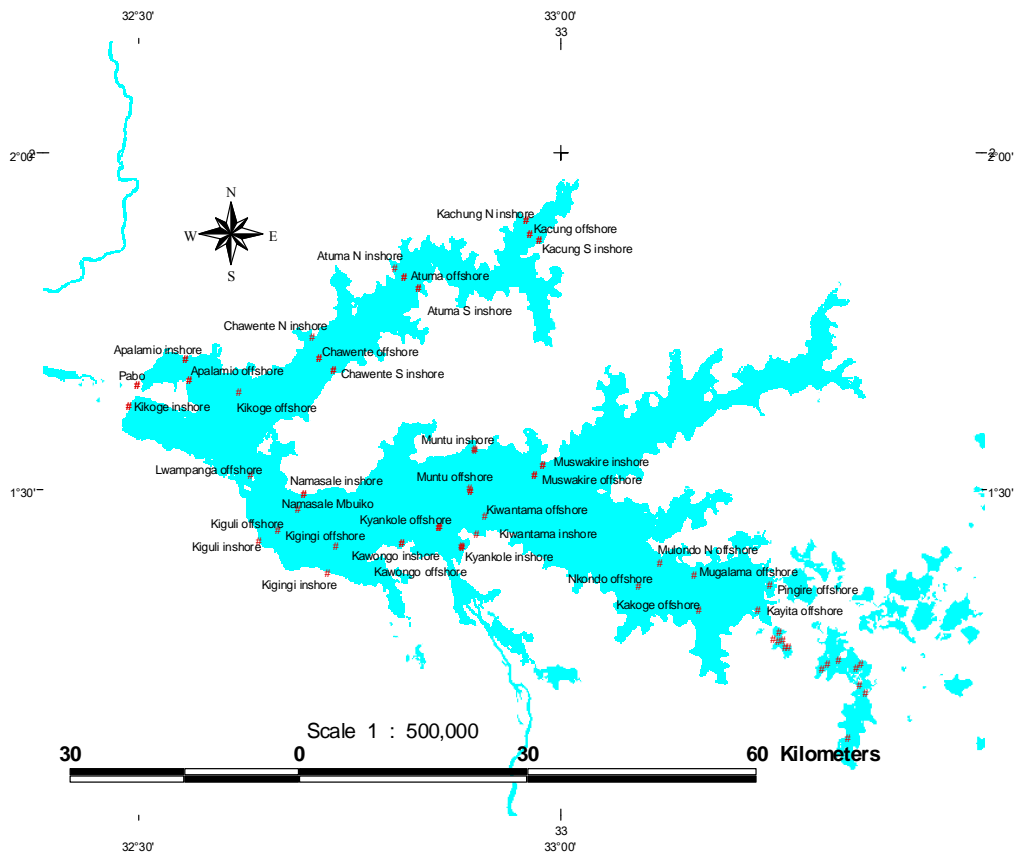 32°30'
33°00'
33
2°00'
2
2
2°00'
N
W
E
S
Kachung N inshore
Kacung offshore
Kacung S inshore
Atuma N inshore
Atuma offshore
Atuma S inshore
Chawente N inshore
Chawente offshore
Chawente S inshore
Apalamio inshore
Apalamio offshore
Pabo
Kikoge inshore
Kikoge offshore
Muntu inshore
Muswakire inshore
Muswakire offshore
Lwampanga offshore
Muntu offshore
Namasale inshore
1°30'
1°30'
Namasale Mbuiko
Kiwantama offshore
Kyankole offshore
Kiguli offshore
Kigingi offshore
Kiwantama inshore
Kiguli inshore
Kawongo inshore
Kyankole inshore
Mulondo N offshore
Kawongo offshore
Mugalama offshore
Nkondo offshore
Kigingi inshore
Pingire offshore
Kakoge offshore
Kayita offshore
Scale 1 : 500,000
30
0
30
60 Kilometers
33
32°30'
33°00'